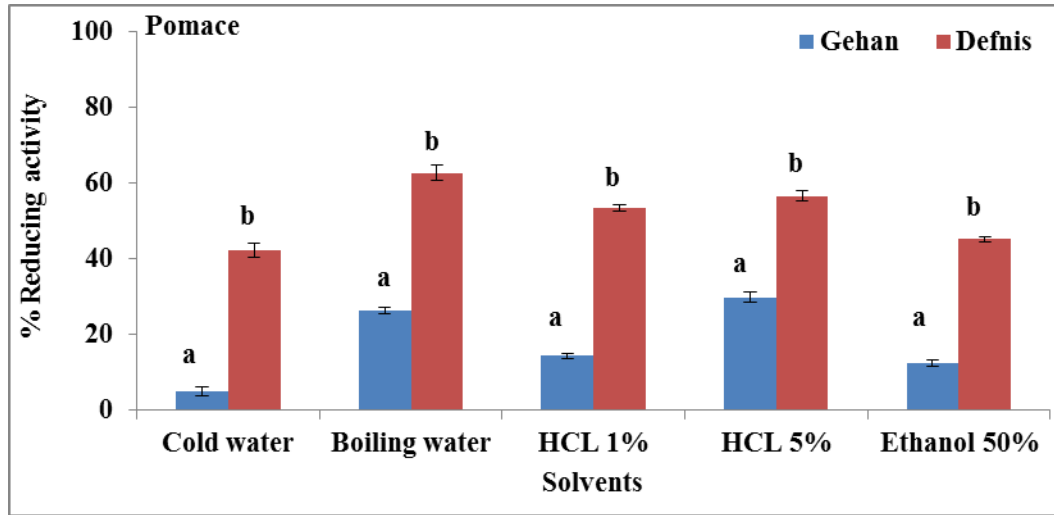 Pomace
Gehan Defnis
% Reducing activity
100
80
60
40
20
0
a b a b a b a b a b
Cold water Boiling water HCL 1% HCL 5% Ethanol 50%
Solvents